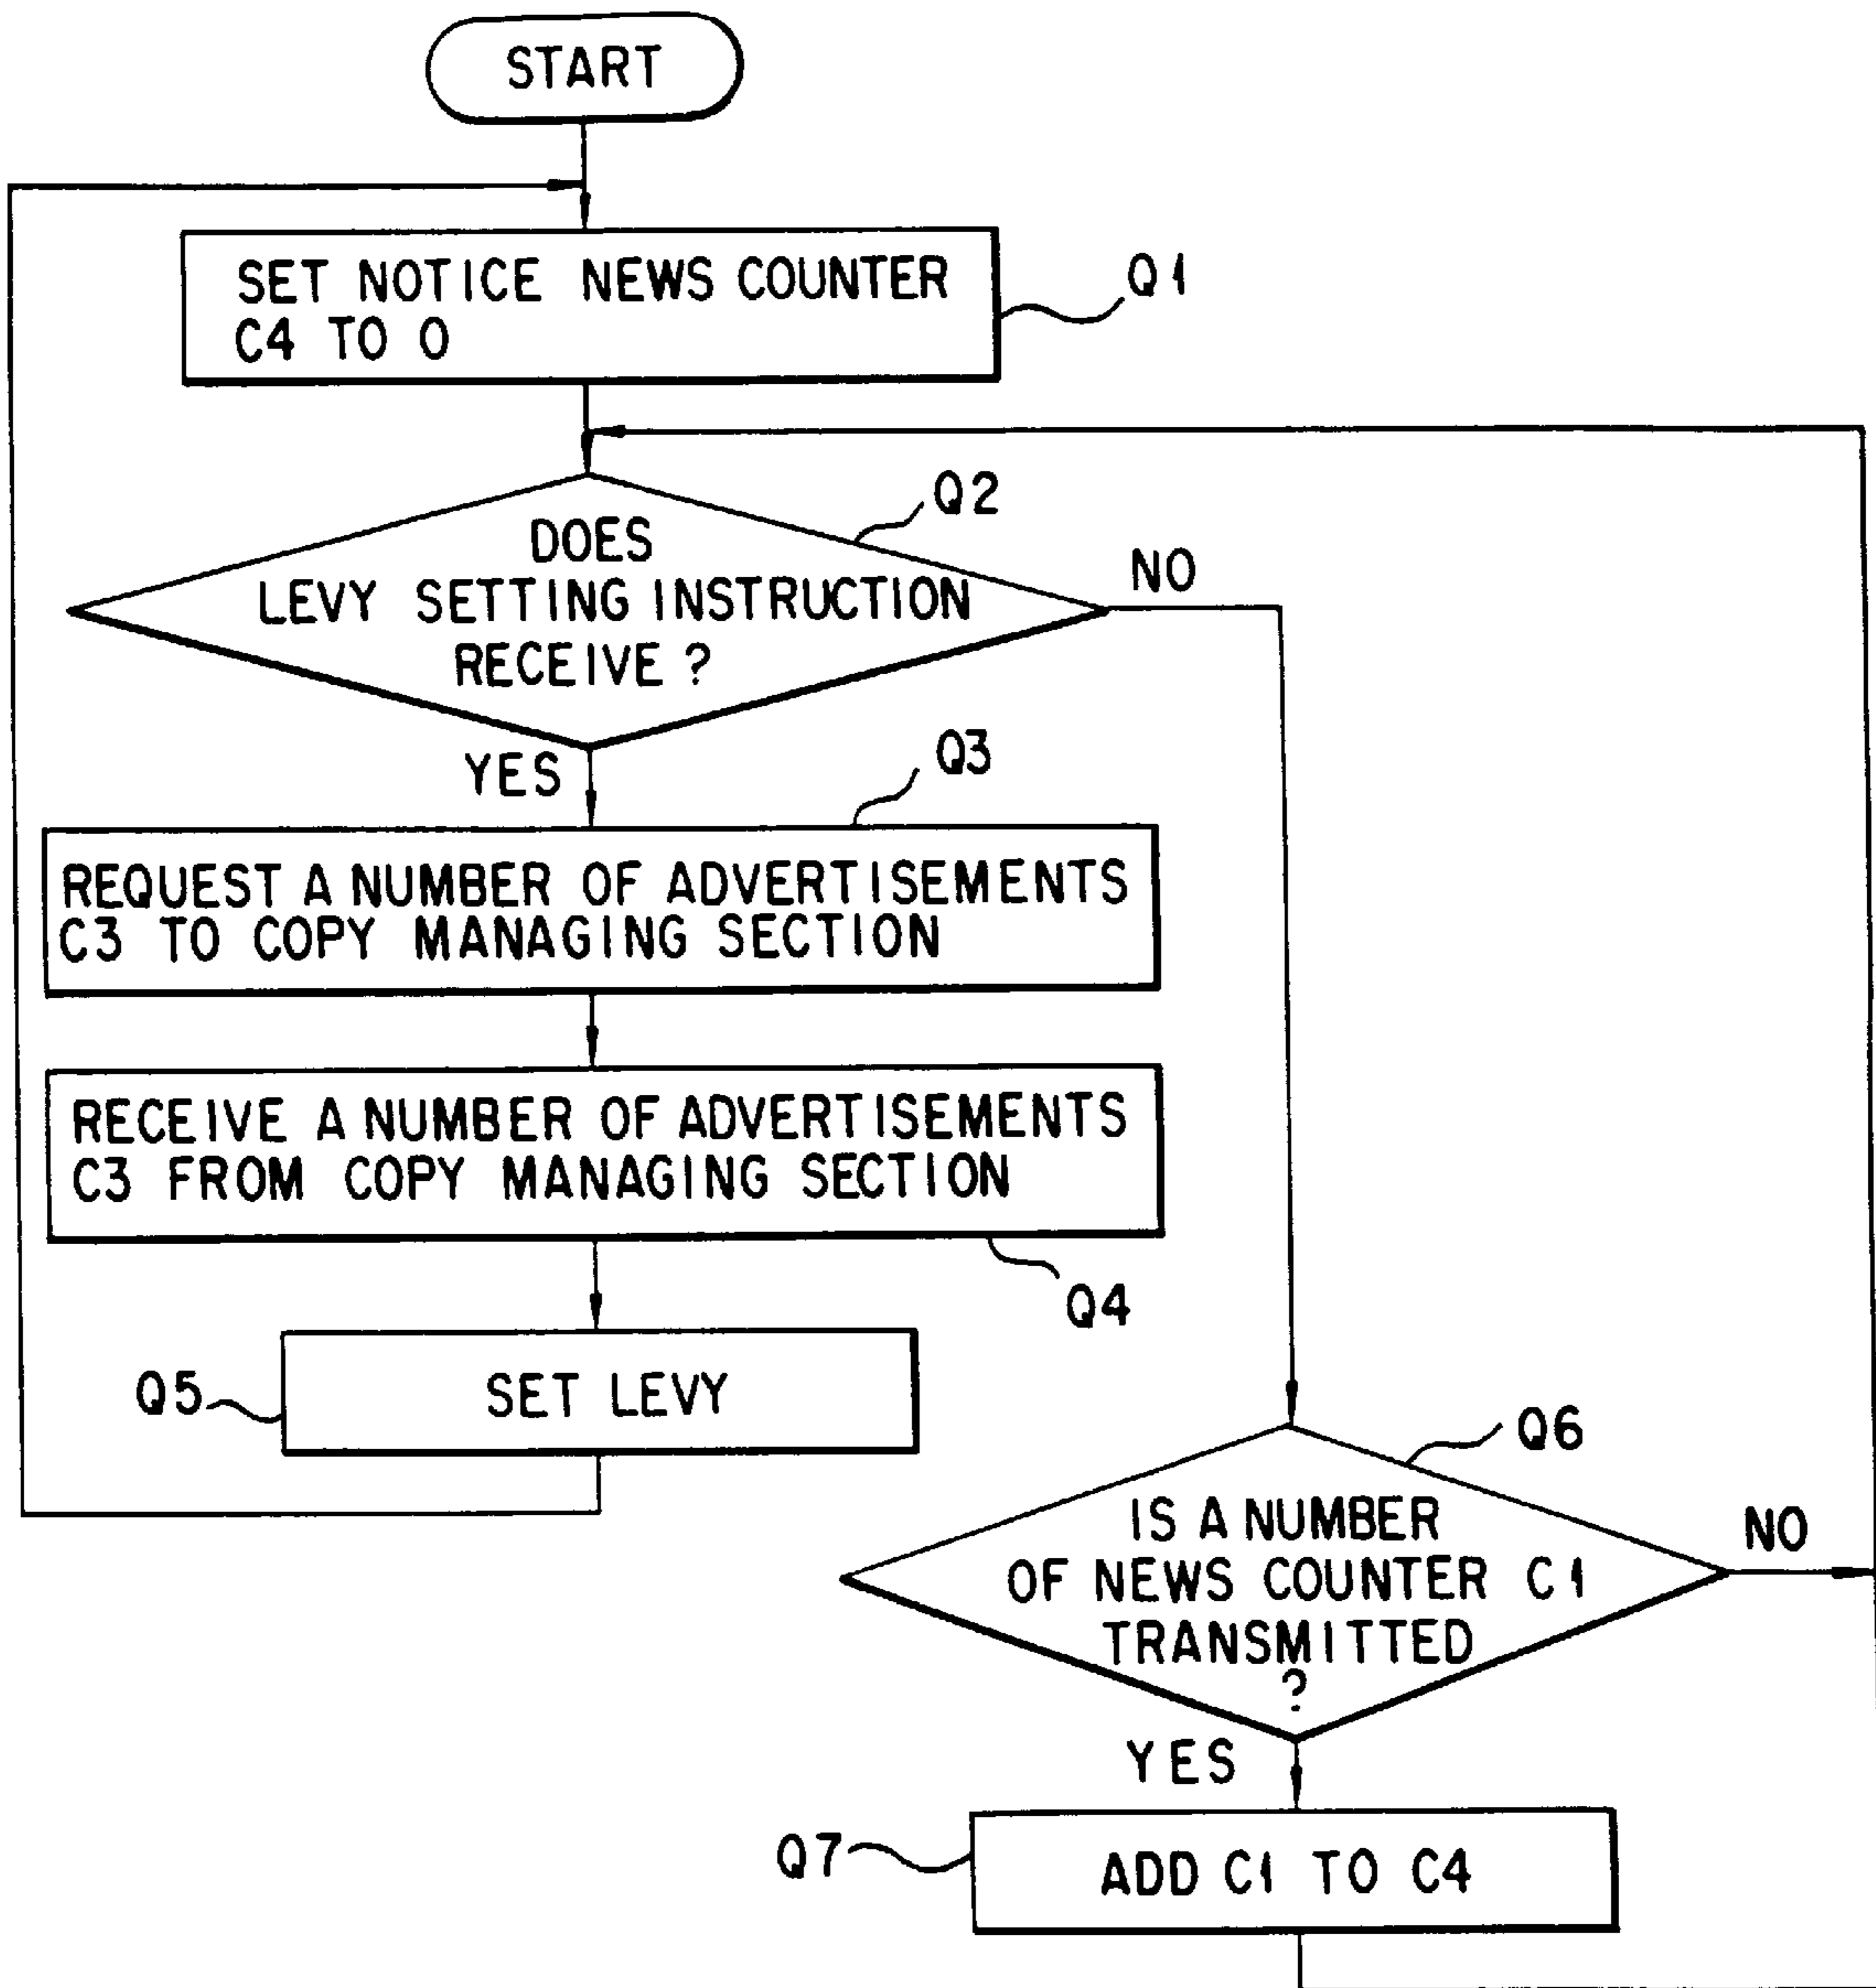 START
SET NOTICE NEWS COUNTER
C4 TO 0
Q1
Q2
DOES
LEVY SETTING INSTRUCTION
RECEIVE ?
NO
YES
Q3
REQUEST A NUMBER OF ADVERTISEMENTS
C3 TO COPY MANAGING SECTION
RECEIVE A NUMBER OF ADVERTISEMENTS
C3 FROM COPY MANAGING SECTION
Q4
Q5
SET LEVY
Q6
IS A NUMBER
OF NEWS COUNTER C1
TRANSMITTED
?
NO
YES
Q7
ADD C1 TO C4